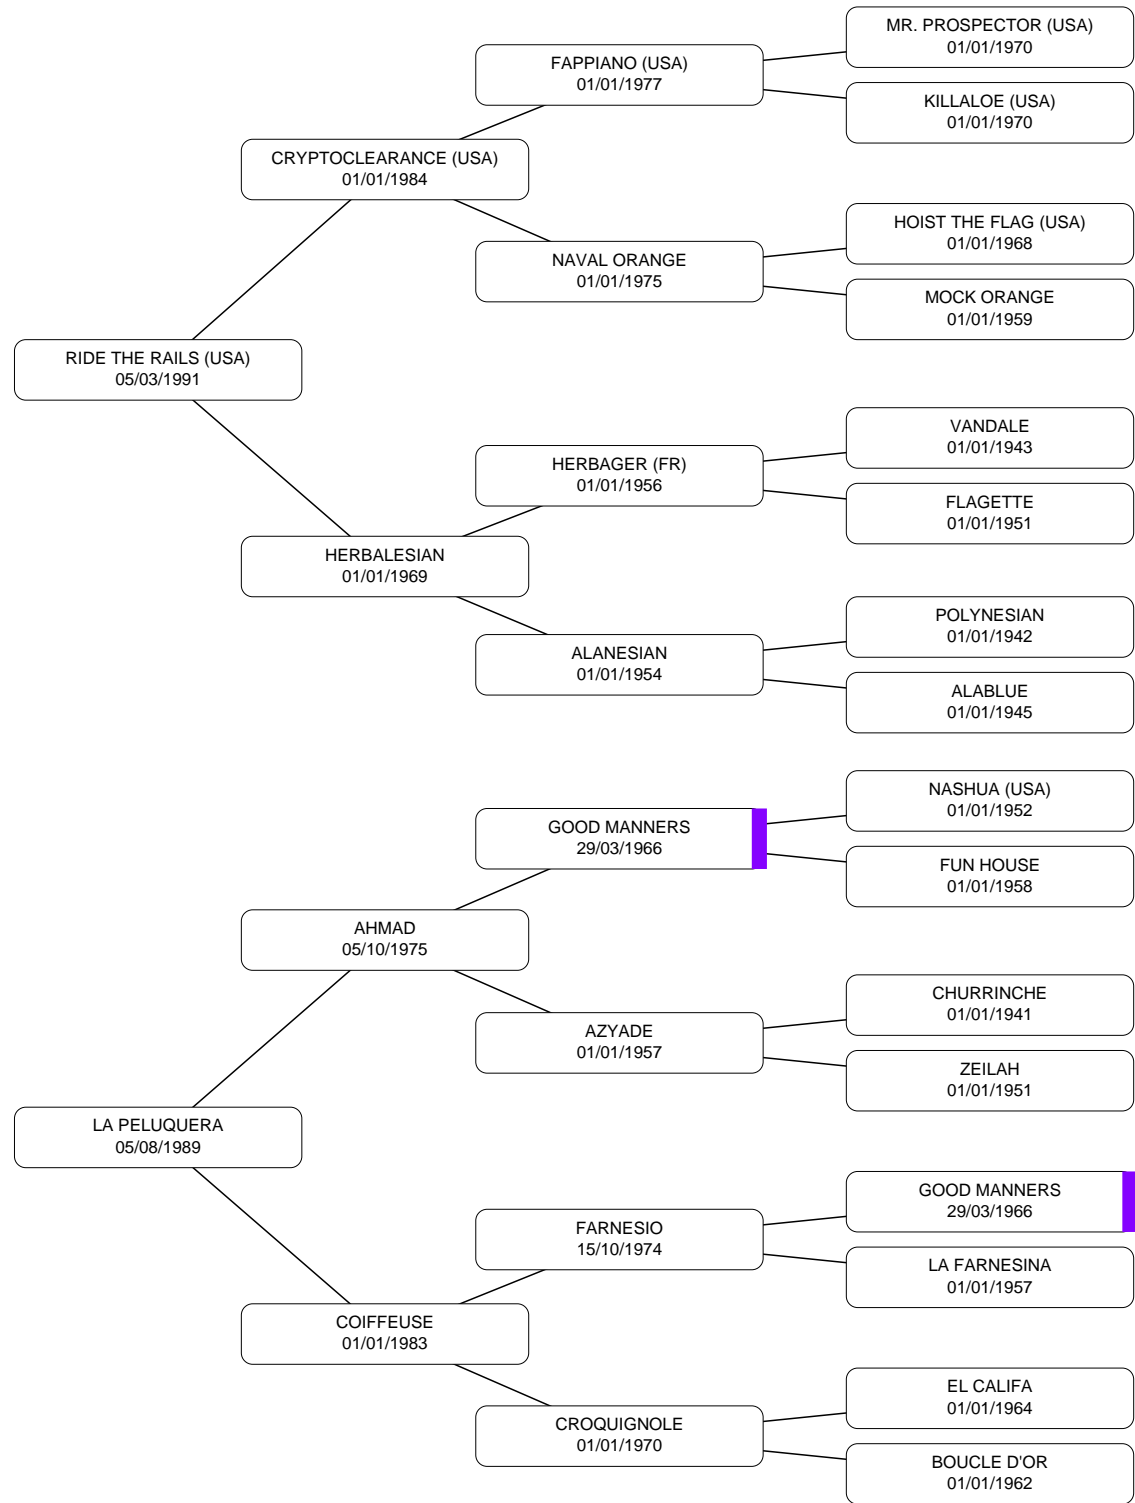 MR. PROSPECTOR (USA)
01/01/1970
FAPPIANO (USA)
01/01/1977
KILLALOE (USA)
01/01/1970
CRYPTOCLEARANCE (USA)
01/01/1984
HOIST THE FLAG (USA)
01/01/1968
NAVAL ORANGE
01/01/1975
MOCK ORANGE
01/01/1959
RIDE THE RAILS (USA)
05/03/1991
VANDALE
01/01/1943
HERBAGER (FR)
01/01/1956
FLAGETTE
01/01/1951
HERBALESIAN
01/01/1969
POLYNESIAN
01/01/1942
ALANESIAN
01/01/1954
ALABLUE
01/01/1945
NASHUA (USA)
01/01/1952
GOOD MANNERS
29/03/1966
FUN HOUSE
01/01/1958
AHMAD
05/10/1975
CHURRINCHE
01/01/1941
AZYADE
01/01/1957
ZEILAH
01/01/1951
LA PELUQUERA
05/08/1989
GOOD MANNERS
29/03/1966
FARNESIO
15/10/1974
LA FARNESINA
01/01/1957
COIFFEUSE
01/01/1983
EL CALIFA
01/01/1964
CROQUIGNOLE
01/01/1970
BOUCLE D'OR
01/01/1962